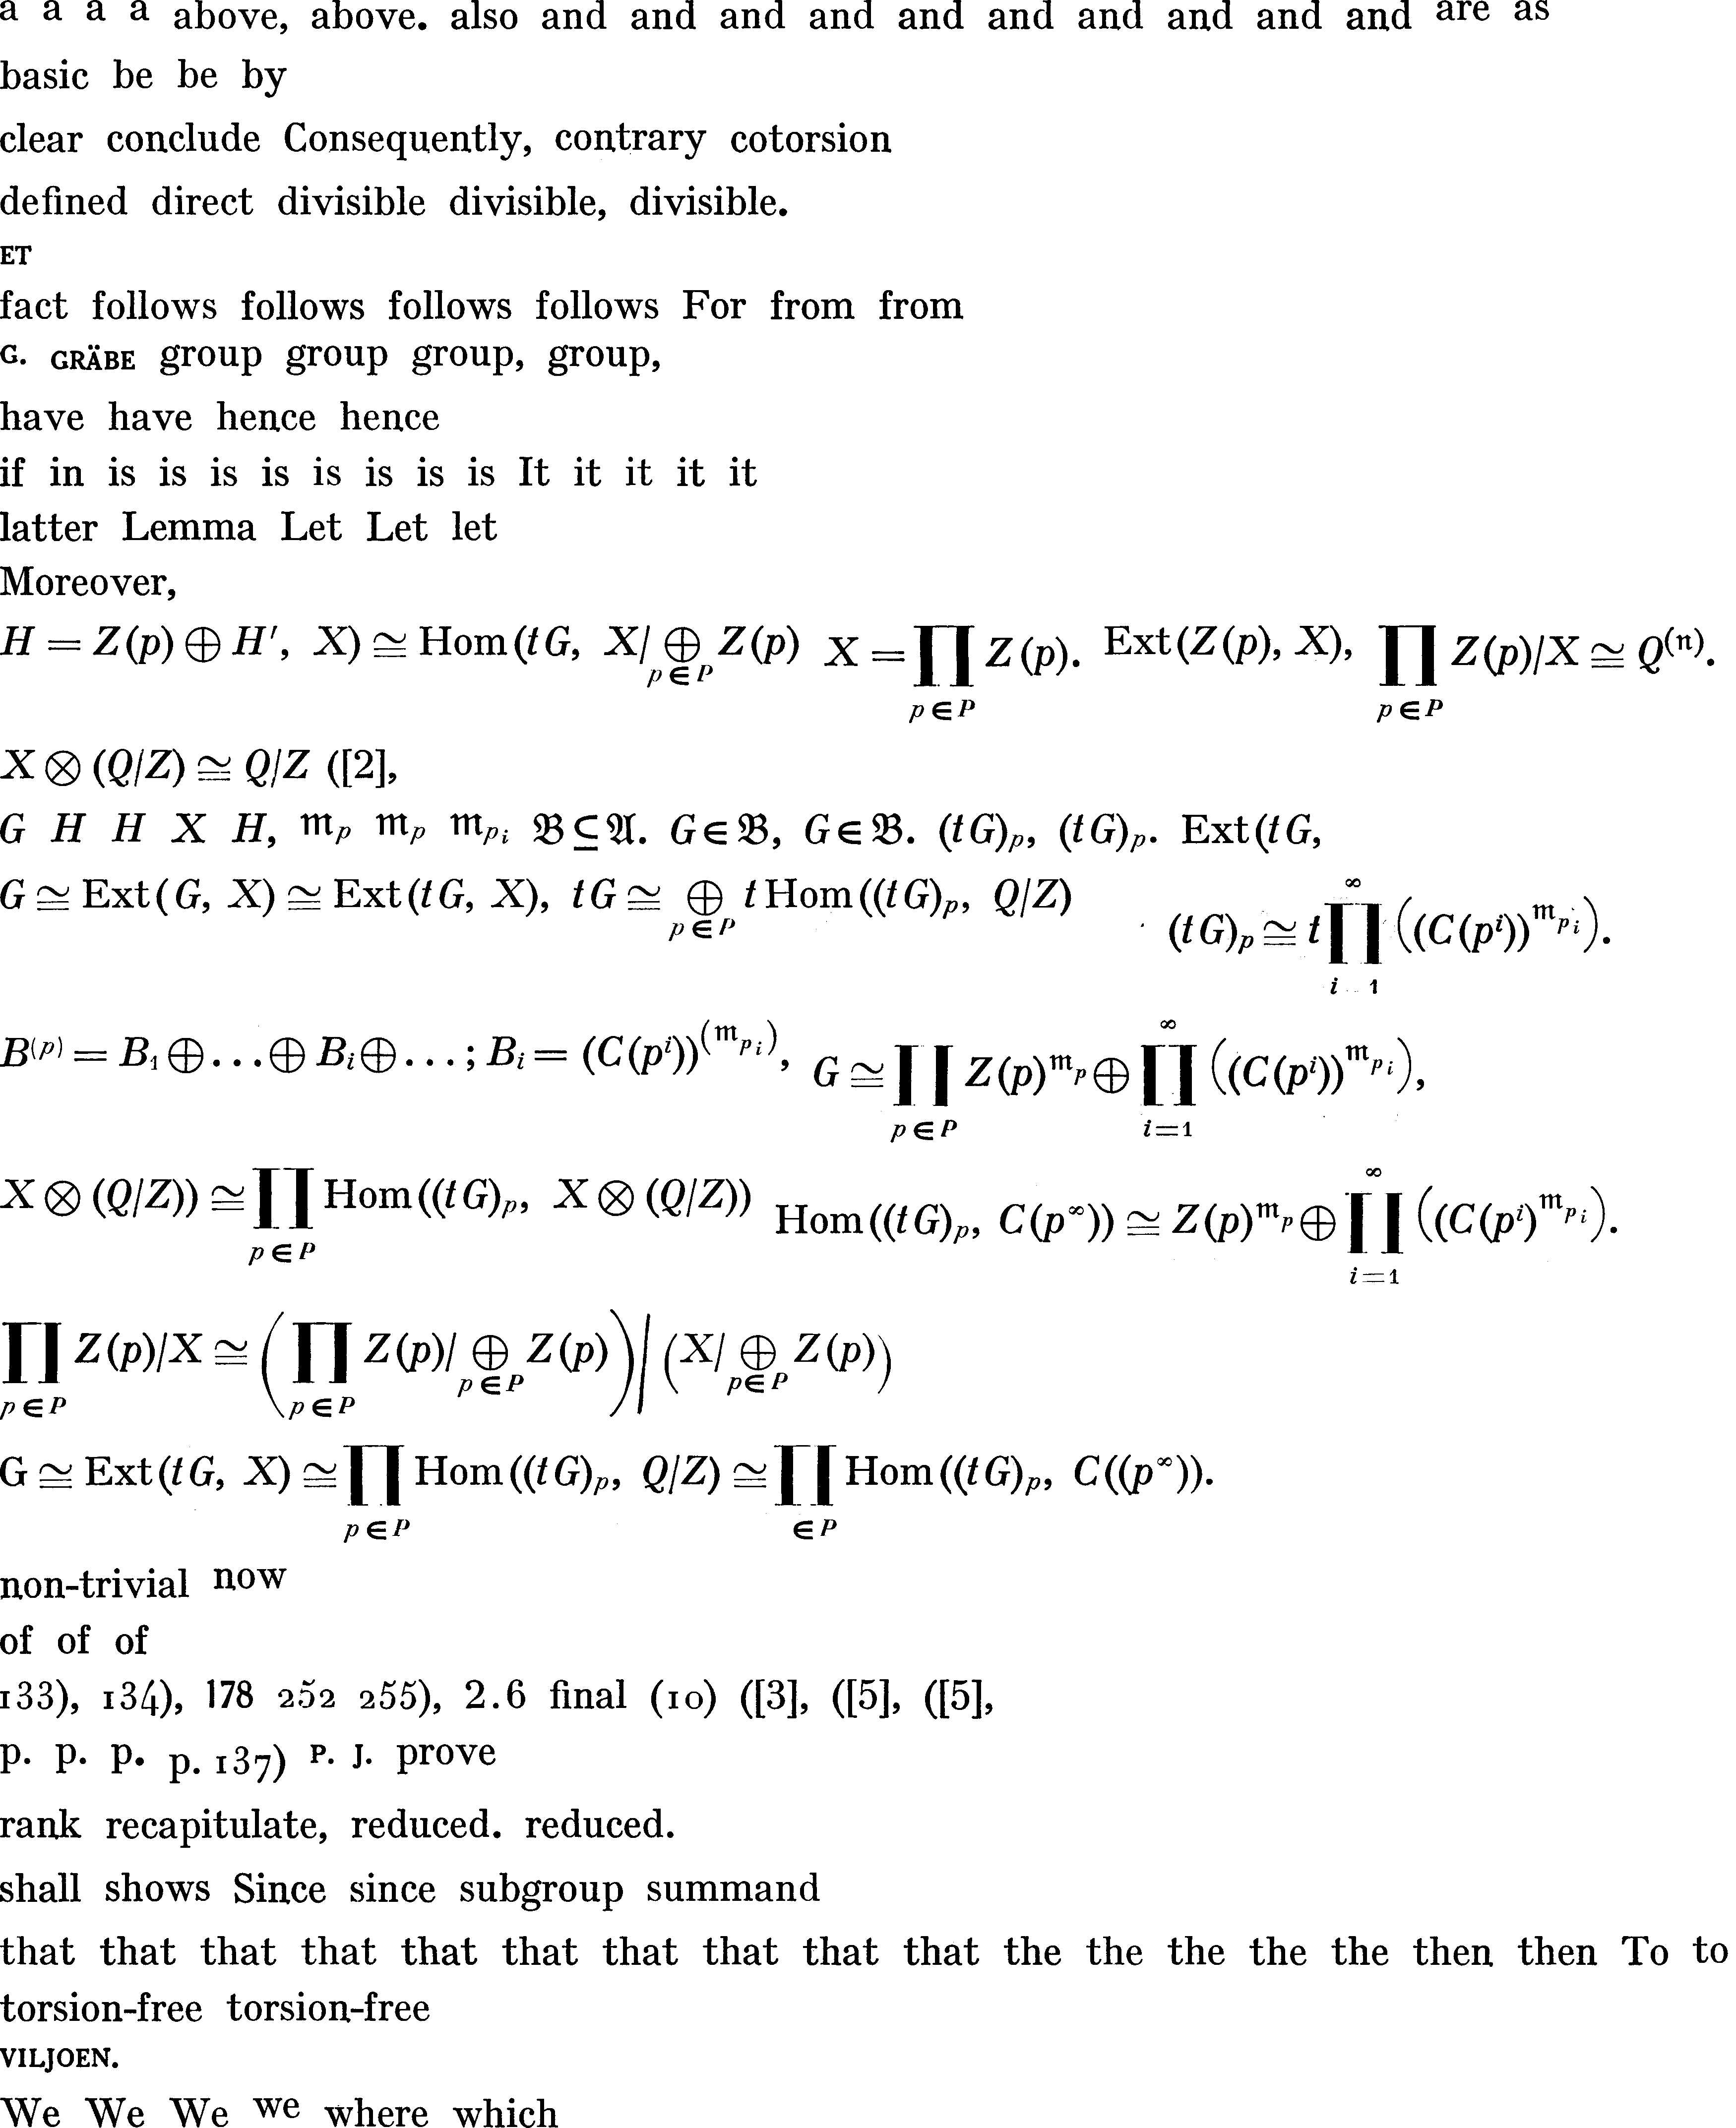 a a a a above, above. also and and and and and and and and and and are as
basic be be by
clear conclude Consequently, contrary cotorsion
defined direct divisible divisible, divisible.
ET
fact follows follows follows follows For from from
G. GRÄBE group group group, group,
have have hence hence
if in is is is is is is is is It it it it it
latter Lemma Let Let let
Moreover,
H = Z(p) ⊕ H′, X) ≅ Hom(tG, X/ ⊕_{p∈P} Z(p) X = ∏_{p∈P} Z(p). Ext(Z(p), X), ∏_{p∈P} Z(p)/X ≅ Q^{(𝔫)}.
X ⊗ (Q/Z) ≅ Q/Z ([2],
G H H X H, 𝔪_p 𝔪_p 𝔪_{p_i} 𝔅 ⊆ 𝔄. G ∈ 𝔅, G ∈ 𝔅. (tG)_p, (tG)_p. Ext(tG,
G ≅ Ext(G, X) ≅ Ext(tG, X), tG ≅ ⊕_{p∈P} t Hom((tG)_p, Q/Z) (tG)_p ≅ t ∏_{i 1}^{∞} ((C(p^i))^{𝔪_{p_i}}).
B^{(p)} = B_1 ⊕ ... ⊕ B_i ⊕ ...; B_i = (C(p^i))^{(𝔪_{p_i})}, G ≅ ∏_{p∈P} Z(p)^{𝔪_p} ⊕ ∏_{i=1}^{∞} ((C(p^i))^{𝔪_{p_i}}),
X ⊗ (Q/Z)) ≅ ∏_{p∈P} Hom((tG)_p, X ⊗ (Q/Z)) Hom((tG)_p, C(p^∞)) ≅ Z(p)^{𝔪_p} ⊕ ∏_{i=1}^{∞} ((C(p^i)^{𝔪_{p_i}}).
∏_{p∈P} Z(p)/X ≅ (∏_{p∈P} Z(p)/ ⊕_{p∈P} Z(p)) / (X/ ⊕_{p∈P} Z(p))
G ≅ Ext(tG, X) ≅ ∏_{p∈P} Hom((tG)_p, Q/Z) ≅ ∏_{∈P} Hom((tG)_p, C((p^∞)).
non-trivial now
of of of
133), 134), 178 252 255), 2.6 final (10) ([3], ([5], ([5],
p. p. p. p. 137) P. J. prove
rank recapitulate, reduced. reduced.
shall shows Since since subgroup summand
that that that that that that that that that that the the the the the then then To to
torsion-free torsion-free
VILJOEN.
We We We we where which